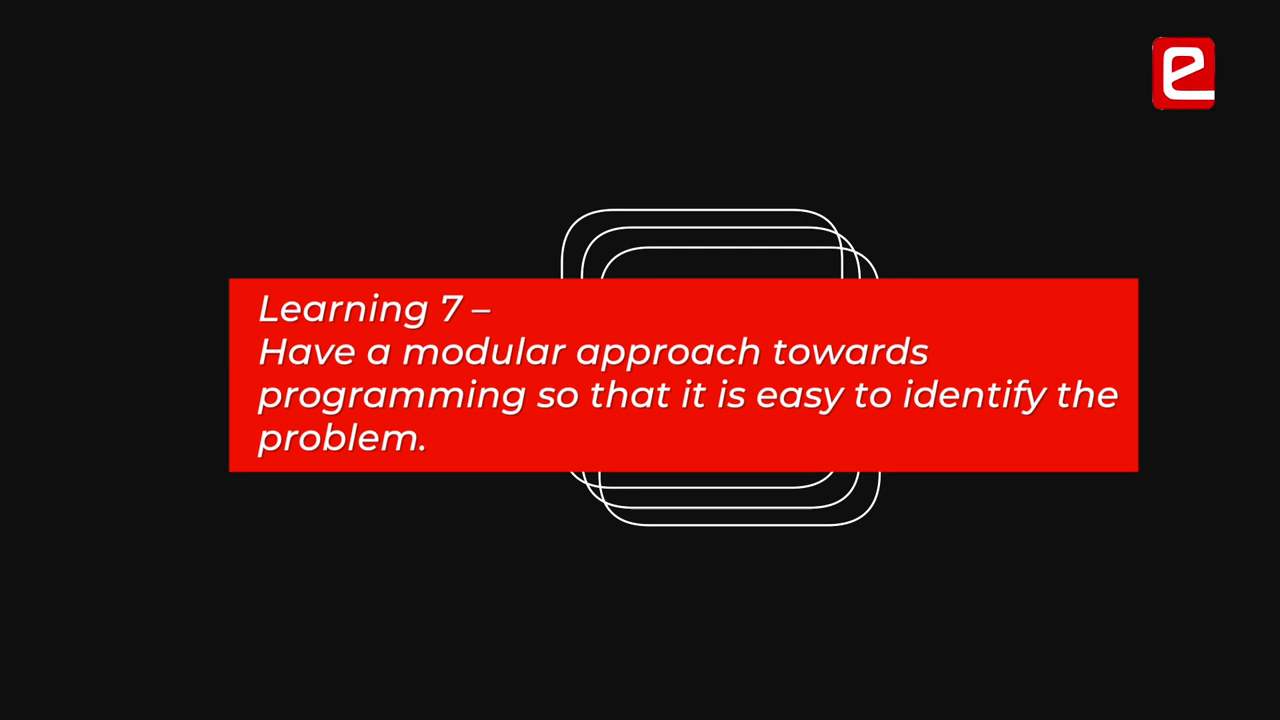 e
Learning 7 –
Have a modular approach towards
programming so that it is easy to identify the
problem.